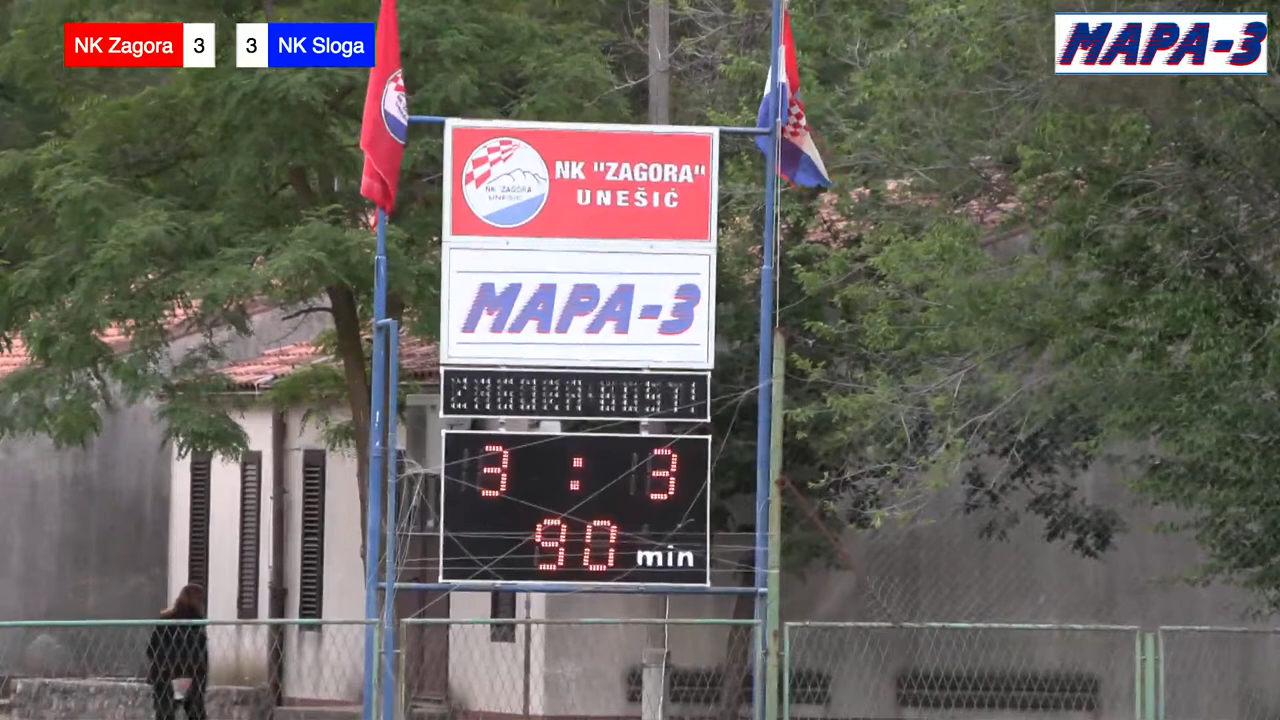 NK Zagora 3 3 NK Sloga
MAPA-3
NK "ZAGORA"
UNEŠIĆ
NK "ZAGORA"
UNEŠIĆ
MAPA-3
ZAGORA GOSTI
3 : 3
90 min